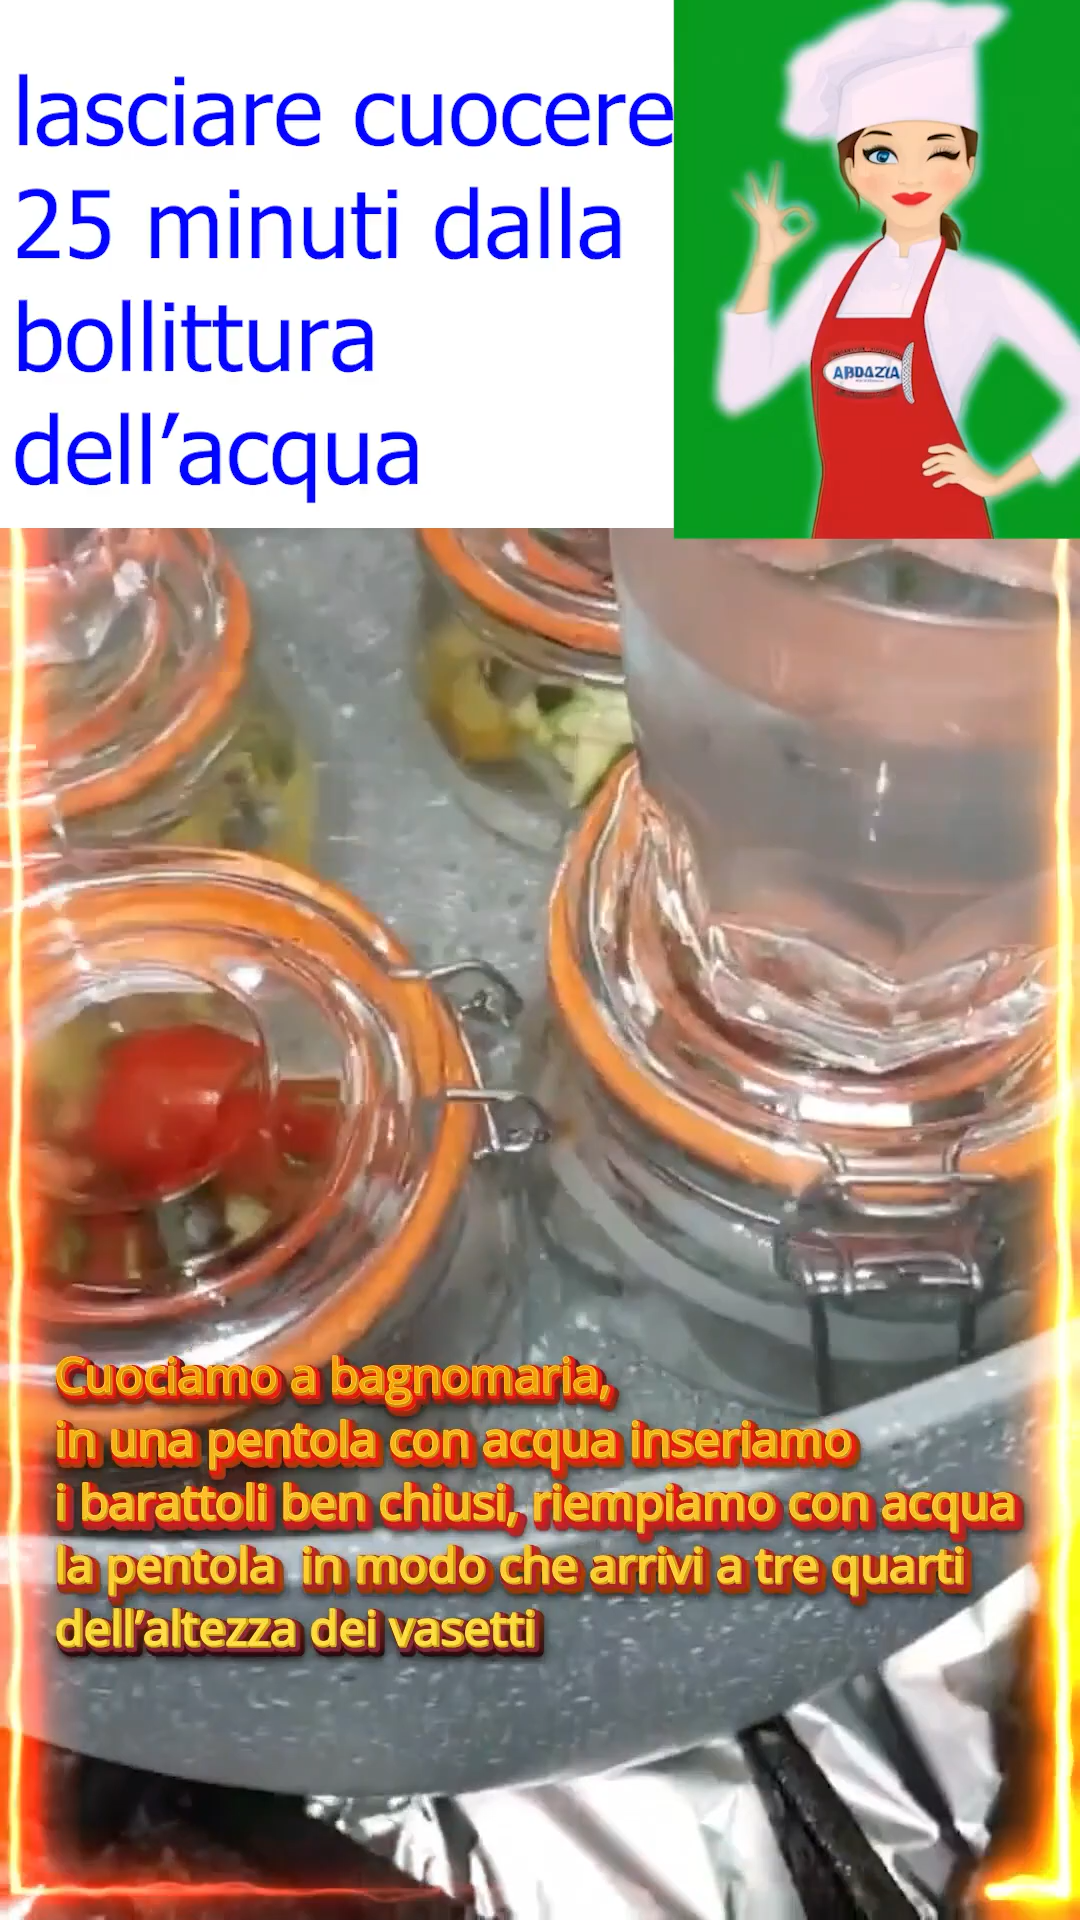 lasciare cuocere
25 minuti dalla
bollittura
dell’acqua
ABDAZIA
Cuociamo a bagnomaria,
in una pentola con acqua inseriamo
i barattoli ben chiusi, riempiamo con acqua
la pentola in modo che arrivi a tre quarti
dell’altezza dei vasetti